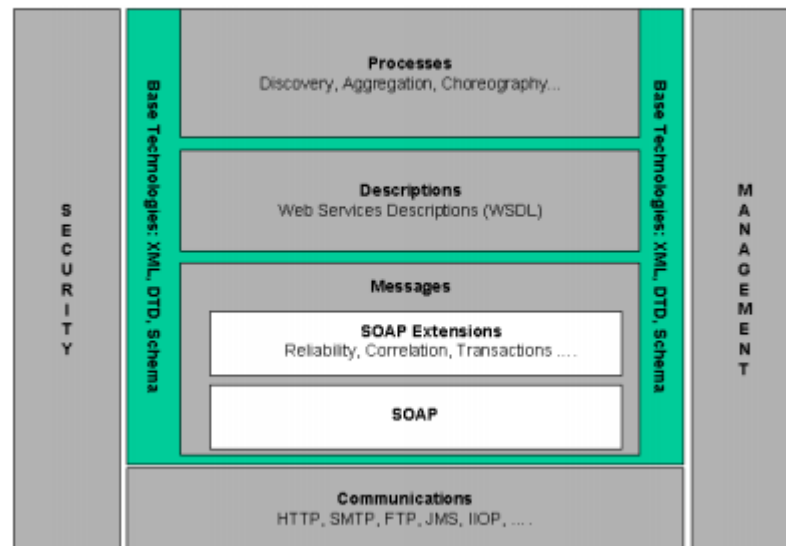 Processes
Discovery, Aggregation, Choreography...
Base Technologies: XML, DTD, Schema
Base Technologies: XML, DTD, Schema
Descriptions
Web Services Descriptions (WSDL)
SECURITY
MANAGEMENT
Messages
SOAP Extensions
Reliability, Correlation, Transactions ....
SOAP
Communications
HTTP, SMTP, FTP, JMS, IIOP, ....